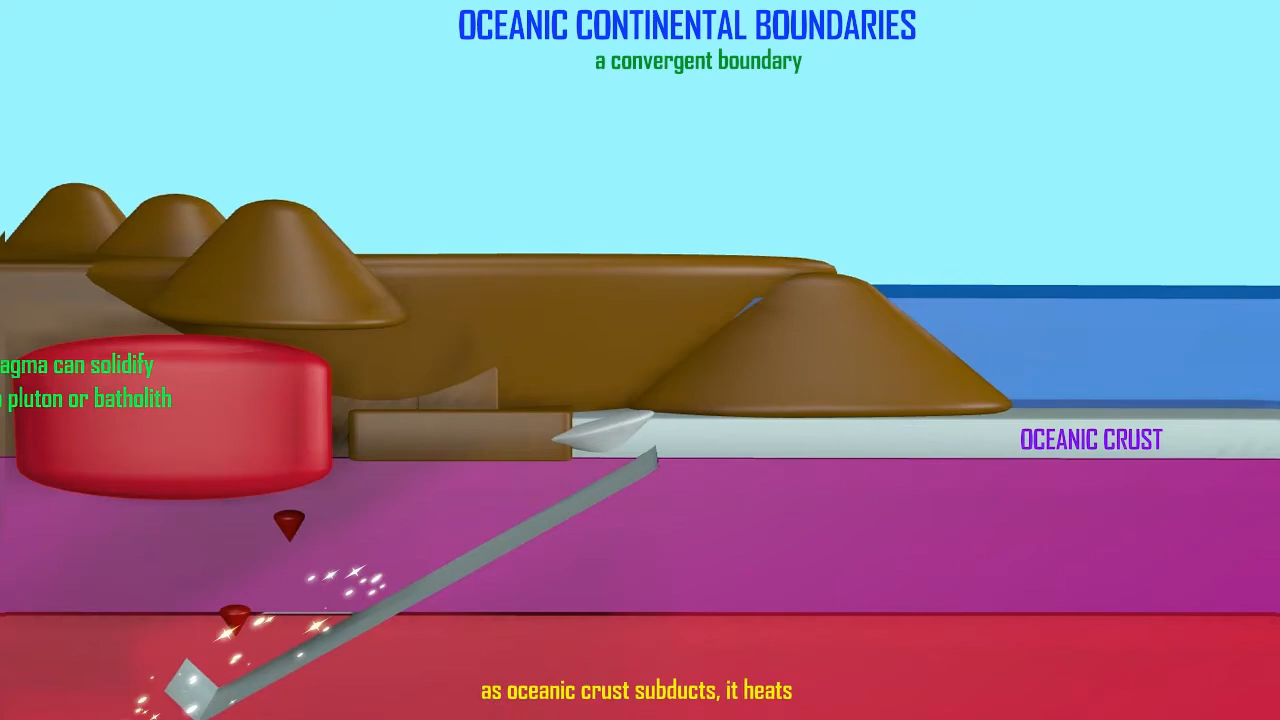 OCEANIC CONTINENTAL BOUNDARIES
a convergent boundary
agma can solidify
pluton or batholith
OCEANIC CRUST
as oceanic crust subducts, it heats